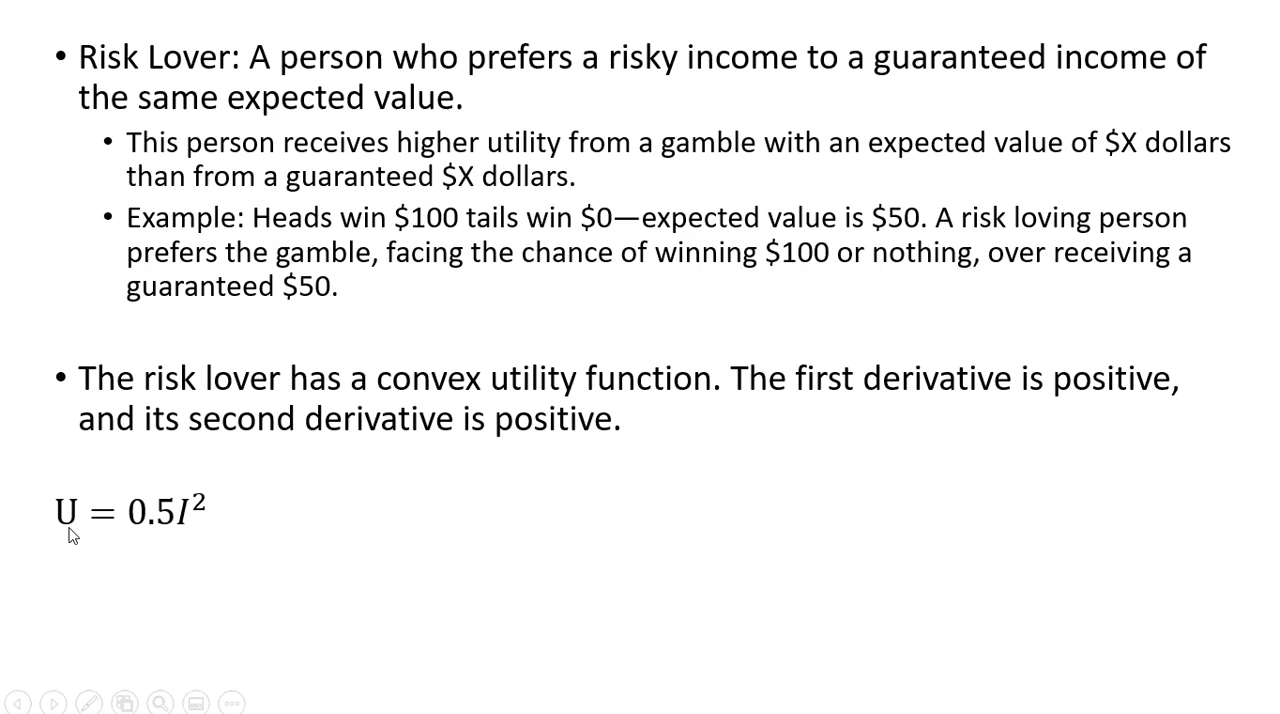 • Risk Lover: A person who prefers a risky income to a guaranteed income of
the same expected value.
• This person receives higher utility from a gamble with an expected value of $X dollars
than from a guaranteed $X dollars.
• Example: Heads win $100 tails win $0—expected value is $50. A risk loving person
prefers the gamble, facing the chance of winning $100 or nothing, over receiving a
guaranteed $50.
• The risk lover has a convex utility function. The first derivative is positive,
and its second derivative is positive.
U = 0.5I²